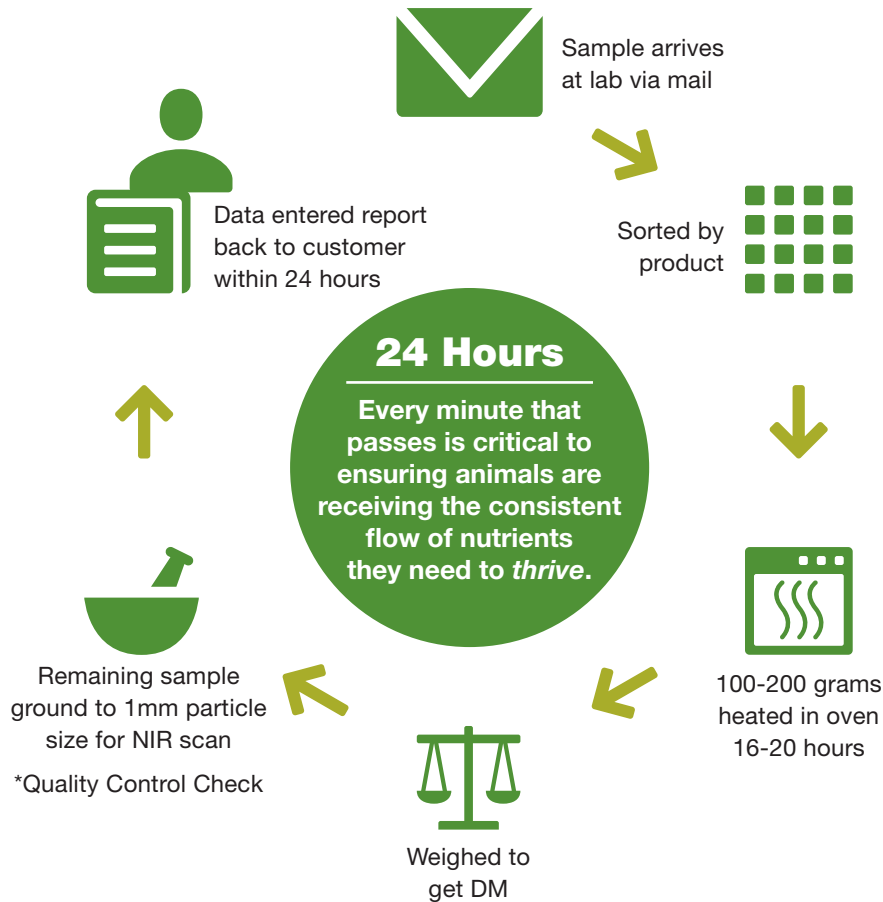 Sample arrives
at lab via mail
Sorted by
product
100-200 grams
heated in oven
16-20 hours
Weighed to
get DM
Remaining sample
ground to 1mm particle
size for NIR scan
*Quality Control Check
Data entered report
back to customer
within 24 hours
24 Hours
Every minute that
passes is critical to
ensuring animals are
receiving the consistent
flow of nutrients
they need to thrive.